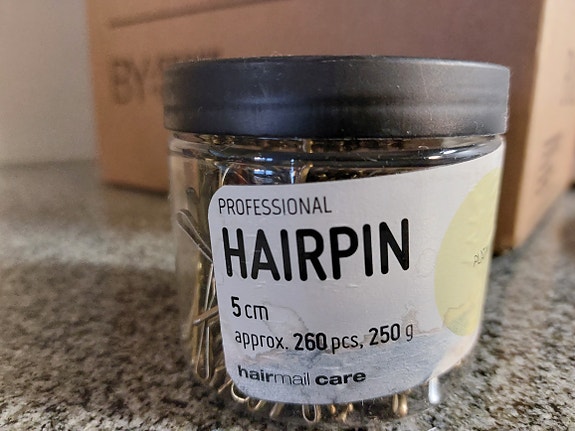 PROFESSIONAL
HAIRPIN
5 cm
approx. 260 pcs, 250 g
hairmail care